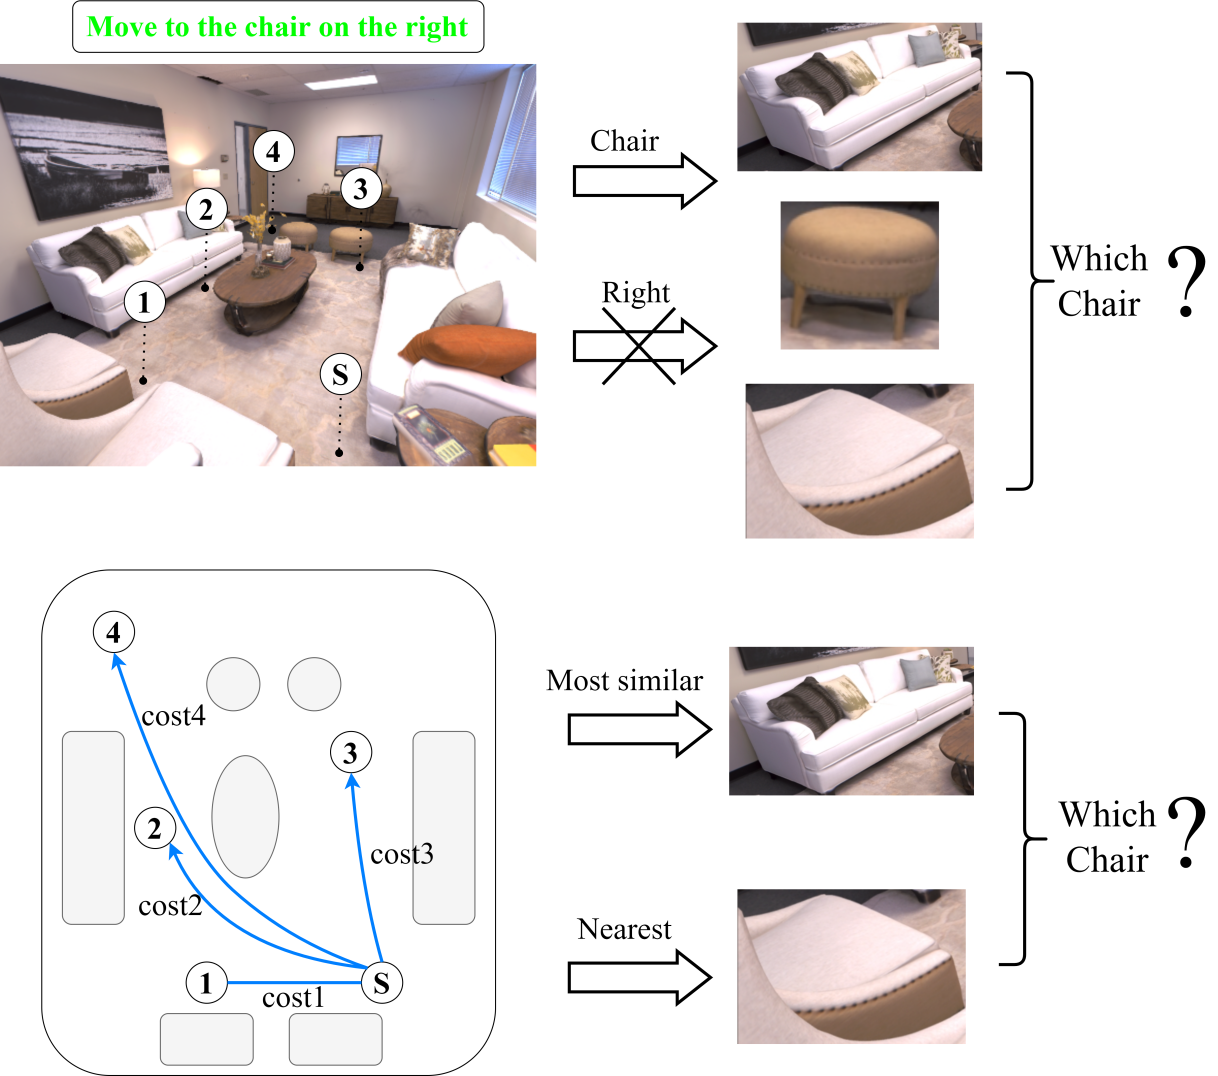 Move to the chair on the right
4
3
2
1
S
Chair
Right
Which
Chair
?
4
cost4
3
2
cost3
cost2
1
S
cost1
Most similar
Nearest
Which
Chair
?